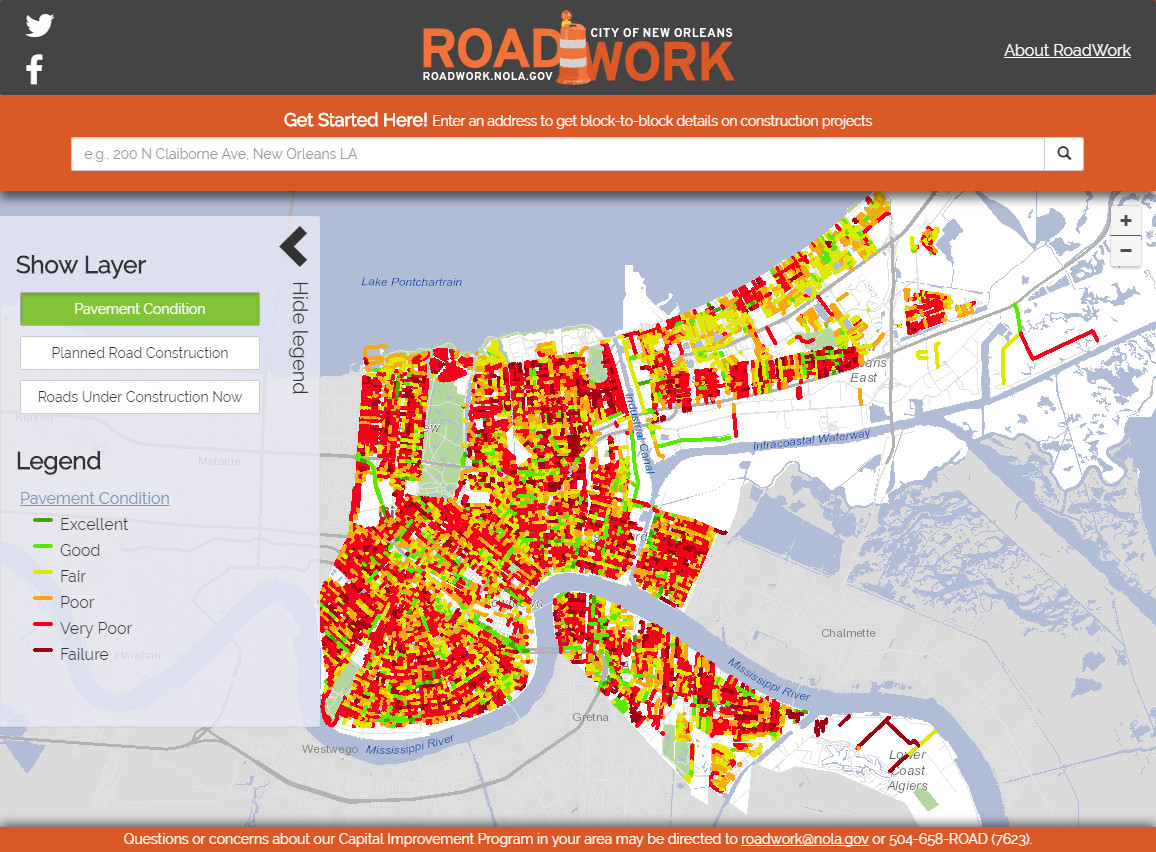 CITY OF NEW ORLEANS
ROADWORK
ROADWORK.NOLA.GOV
About RoadWork
Get Started Here! Enter an address to get block-to-block details on construction projects
e.g., 200 N Claiborne Ave, New Orleans LA
+
−
Show Layer
Hide legend
Pavement Condition
Planned Road Construction
Roads Under Construction Now
Legend
Pavement Condition
Excellent
Good
Fair
Poor
Very Poor
Failure
Lake Pontchartrain
Kenner
Metairie
Harahan
East
Industrial Canal
Intracoastal Waterway
Chalmette
Mississippi River
Gretna
Westwego
Mississippi River
Lower
Coast
Algiers
Questions or concerns about our Capital Improvement Program in your area may be directed to roadwork@nola.gov or 504-658-ROAD (7623).